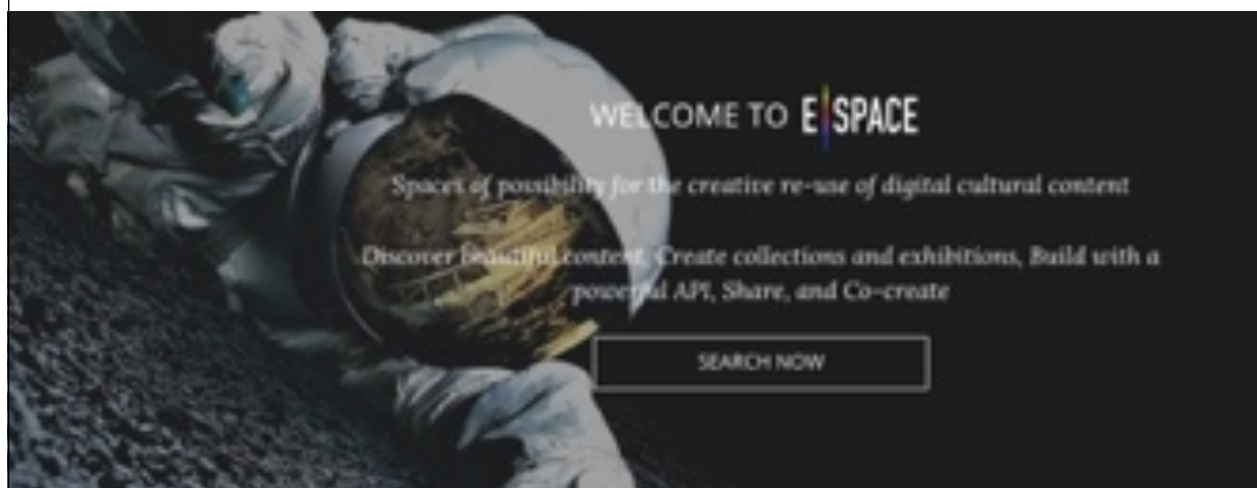 WELCOME TO E SPACE
Spaces of possibility for the creative re-use of digital cultural content
Discover beautiful content, Create collections and exhibitions, Build with a
powerful API, Share, and Co-create
SEARCH NOW